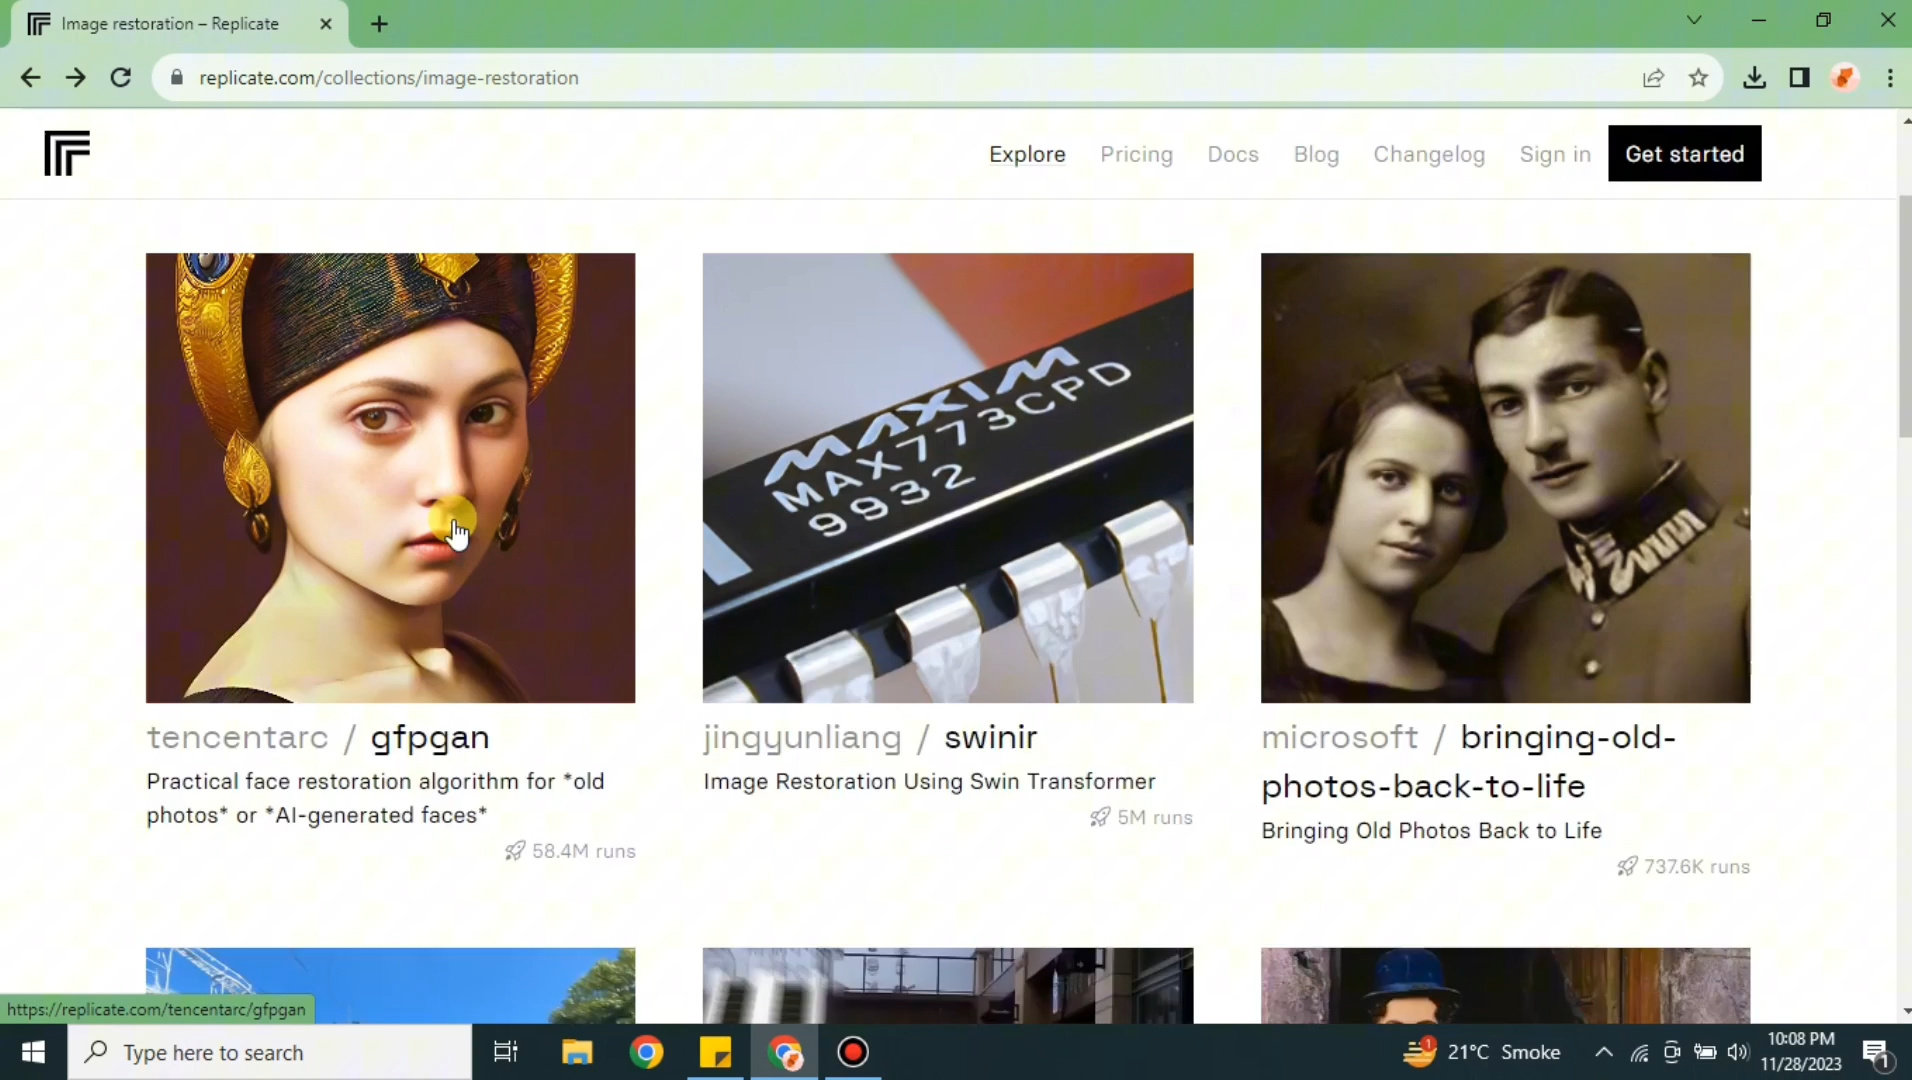 Image restoration – Replicate
replicate.com/collections/image-restoration
Explore Pricing Docs Blog Changelog Sign in Get started
MAXIM
MAX773CPD
9932
tencentarc / gfpgan
Practical face restoration algorithm for *old
photos* or *AI-generated faces*
58.4M runs
jingyunliang / swinir
Image Restoration Using Swin Transformer
5M runs
microsoft / bringing-old-
photos-back-to-life
Bringing Old Photos Back to Life
737.6K runs
https://replicate.com/tencentarc/gfpgan
Type here to search
1
21°C Smoke
10:08 PM
11/28/2023
1